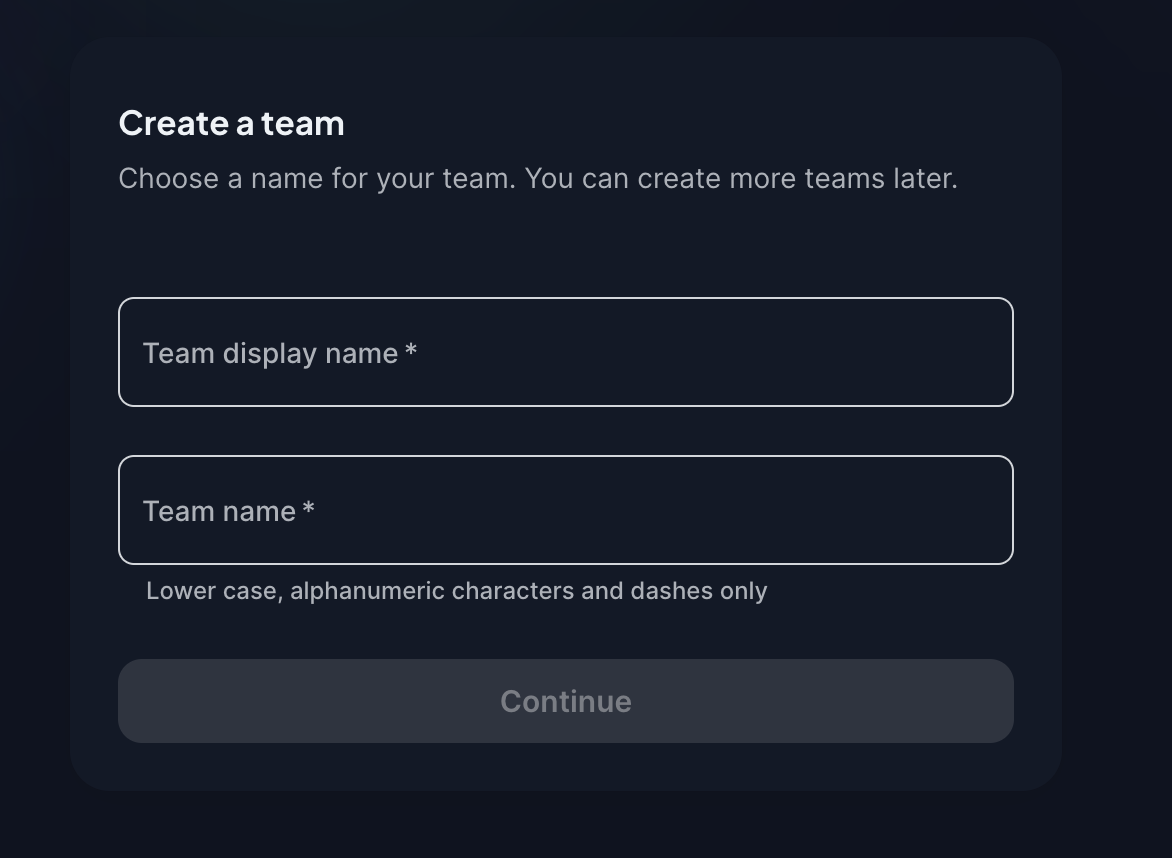 Create a team
Choose a name for your team. You can create more teams later.
Team display name *
Team name *
Lower case, alphanumeric characters and dashes only
Continue